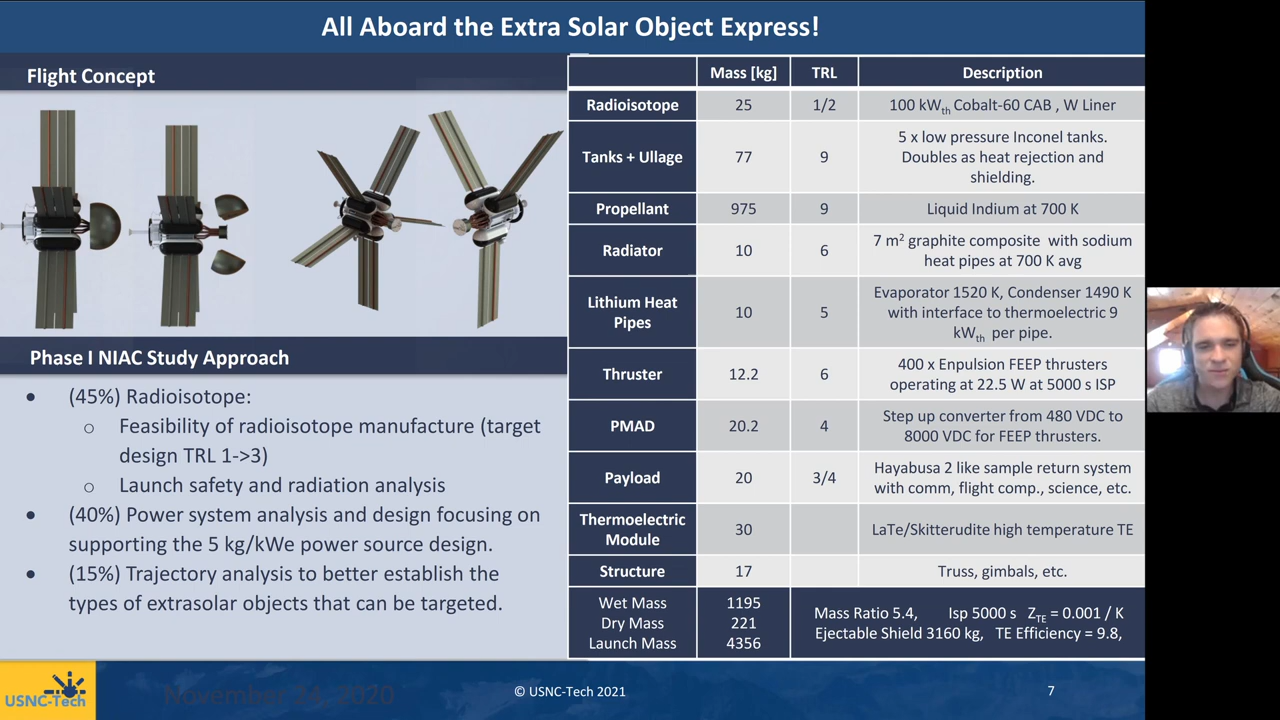 All Aboard the Extra Solar Object Express!
Flight Concept
Phase I NIAC Study Approach
• (45%) Radioisotope:
o Feasibility of radioisotope manufacture (target
design TRL 1->3)
o Launch safety and radiation analysis
• (40%) Power system analysis and design focusing on
supporting the 5 kg/kWe power source design.
• (15%) Trajectory analysis to better establish the
types of extrasolar objects that can be targeted.
Mass [kg] TRL Description
Radioisotope 25 1/2 100 kWth Cobalt-60 CAB , W Liner
Tanks + Ullage 77 9 5 x low pressure Inconel tanks.
Doubles as heat rejection and
shielding.
Propellant 975 9 Liquid Indium at 700 K
Radiator 10 6 7 m2 graphite composite with sodium
heat pipes at 700 K avg
Lithium Heat
Pipes 10 5 Evaporator 1520 K, Condenser 1490 K
with interface to thermoelectric 9
kWth per pipe.
Thruster 12.2 6 400 x Enpulsion FEEP thrusters
operating at 22.5 W at 5000 s ISP
PMAD 20.2 4 Step up converter from 480 VDC to
8000 VDC for FEEP thrusters.
Payload 20 3/4 Hayabusa 2 like sample return system
with comm, flight comp., science, etc.
Thermoelectric
Module 30 LaTe/Skitterudite high temperature TE
Structure 17 Truss, gimbals, etc.
Wet Mass 1195
Dry Mass 221
Launch Mass 4356
Mass Ratio 5.4, Isp 5000 s ZTE = 0.001 / K
Ejectable Shield 3160 kg, TE Efficiency = 9.8,
USNC-Tech
November 24, 2020
© USNC-Tech 2021
7